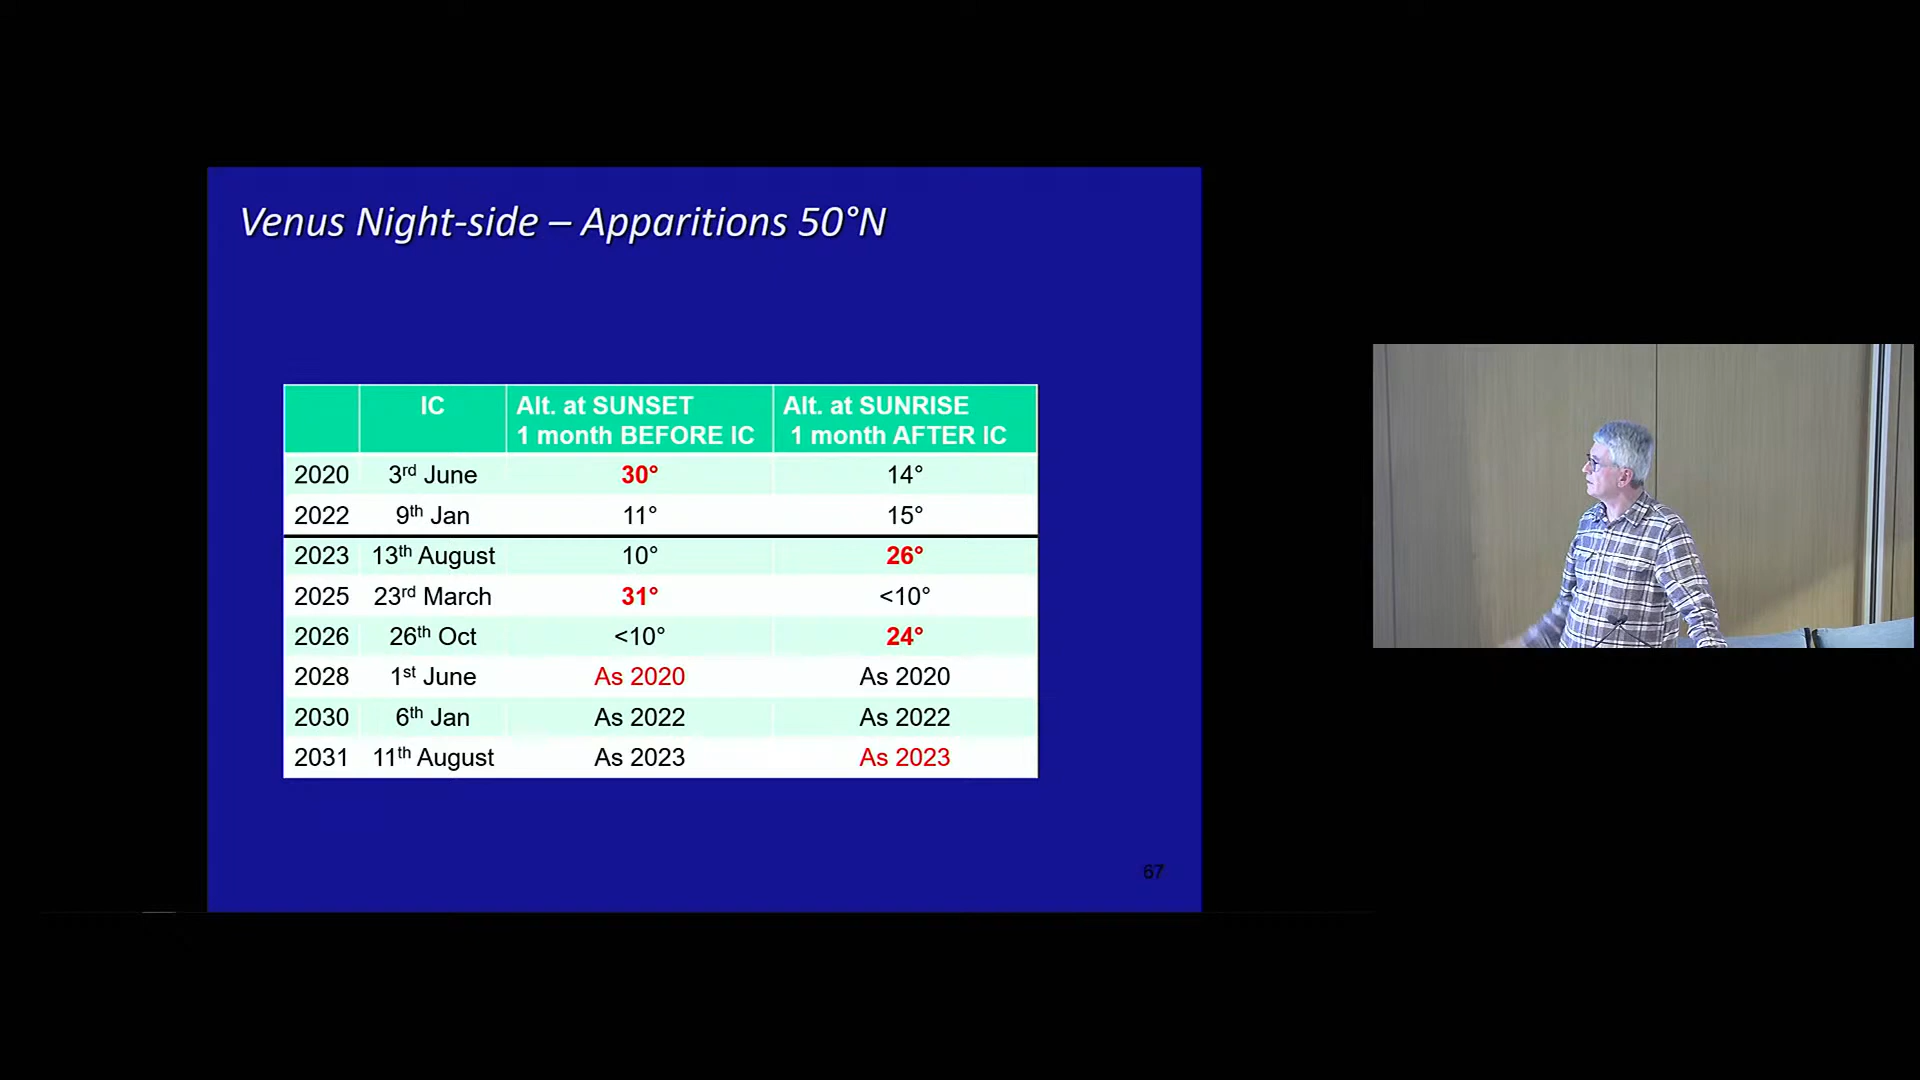 Venus Night-side – Apparitions 50°N
IC
Alt. at SUNSET
1 month BEFORE IC
Alt. at SUNRISE
1 month AFTER IC
2020 3rd June 30° 14°
2022 9th Jan 11° 15°
2023 13th August 10° 26°
2025 23rd March 31° <10°
2026 26th Oct <10° 24°
2028 1st June As 2020 As 2020
2030 6th Jan As 2022 As 2022
2031 11th August As 2023 As 2023
67